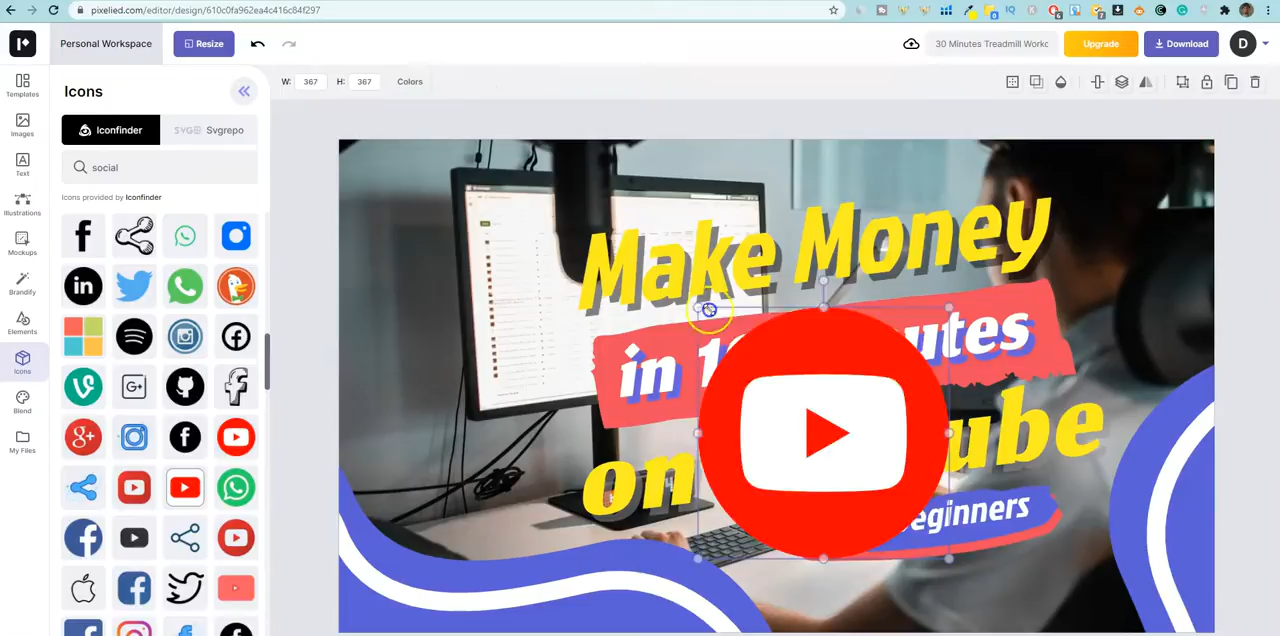 pixelied.com/editor/design/610c0fa962ea4c416c84f297
Personal Workspace
Resize
30 Minutes Treadmill Workc
Upgrade
Download
D
Templates
Images
Text
Illustrations
Mockups
Brandify
Elements
Icons
Blend
My Files
Icons
Iconfinder
SVG
Svgrepo
social
Icons provided by Iconfinder
W: 367 H: 367 Colors
Make Money
in 1 utes
on ube
eginners